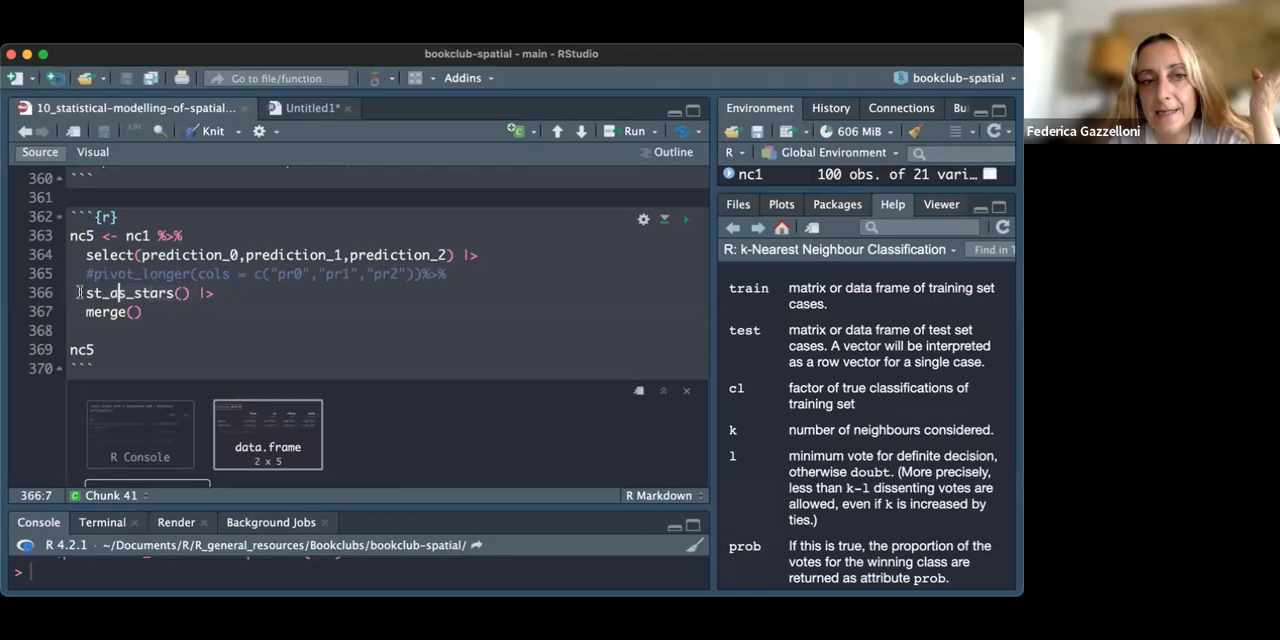 bookclub-spatial - main - RStudio
Go to file/function
Addins
bookclub-spatial
10_statistical-modelling-of-spatial...
Untitled1*
Knit
Run
Source
Visual
Outline
360
```
361
362
```{r}
363
nc5 <- nc1 %>%
364
select(prediction_0,prediction_1,prediction_2) |>
365
#pivot_longer(cols = c("pr0","pr1","pr2"))%>%
366
st_as_stars() |>
367
merge()
368
369
nc5
370
```
R Console
data.frame
2 x 5
366:7
Chunk 41
R Markdown
Console
Terminal
Render
Background Jobs
R 4.2.1 · ~/Documents/R/R_general_resources/Bookclubs/bookclub-spatial/
>
Environment
History
Connections
Bu
606 MiB
R
Global Environment
nc1
100 obs. of 21 vari...
Files
Plots
Packages
Help
Viewer
R: k-Nearest Neighbour Classification
Find in T
train
matrix or data frame of training set
cases.
test
matrix or data frame of test set
cases. A vector will be interpreted
as a row vector for a single case.
cl
factor of true classifications of
training set
k
number of neighbours considered.
l
minimum vote for definite decision,
otherwise doubt. (More precisely,
less than k-l dissenting votes are
allowed, even if k is increased by
ties.)
prob
If this is true, the proportion of the
votes for the winning class are
returned as attribute prob.
Federica Gazzelloni